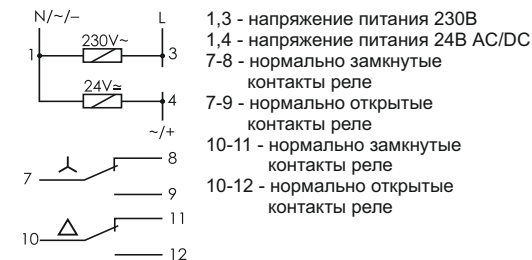 N/~/– L
230V~
1 3
24V≂
4
~/+
7 8
9
10 11
12
1,3 - напряжение питания 230В
1,4 - напряжение питания 24В AC/DC
7-8 - нормально замкнутые
контакты реле
7-9 - нормально открытые
контакты реле
10-11 - нормально замкнутые
контакты реле
10-12 - нормально открытые
контакты реле